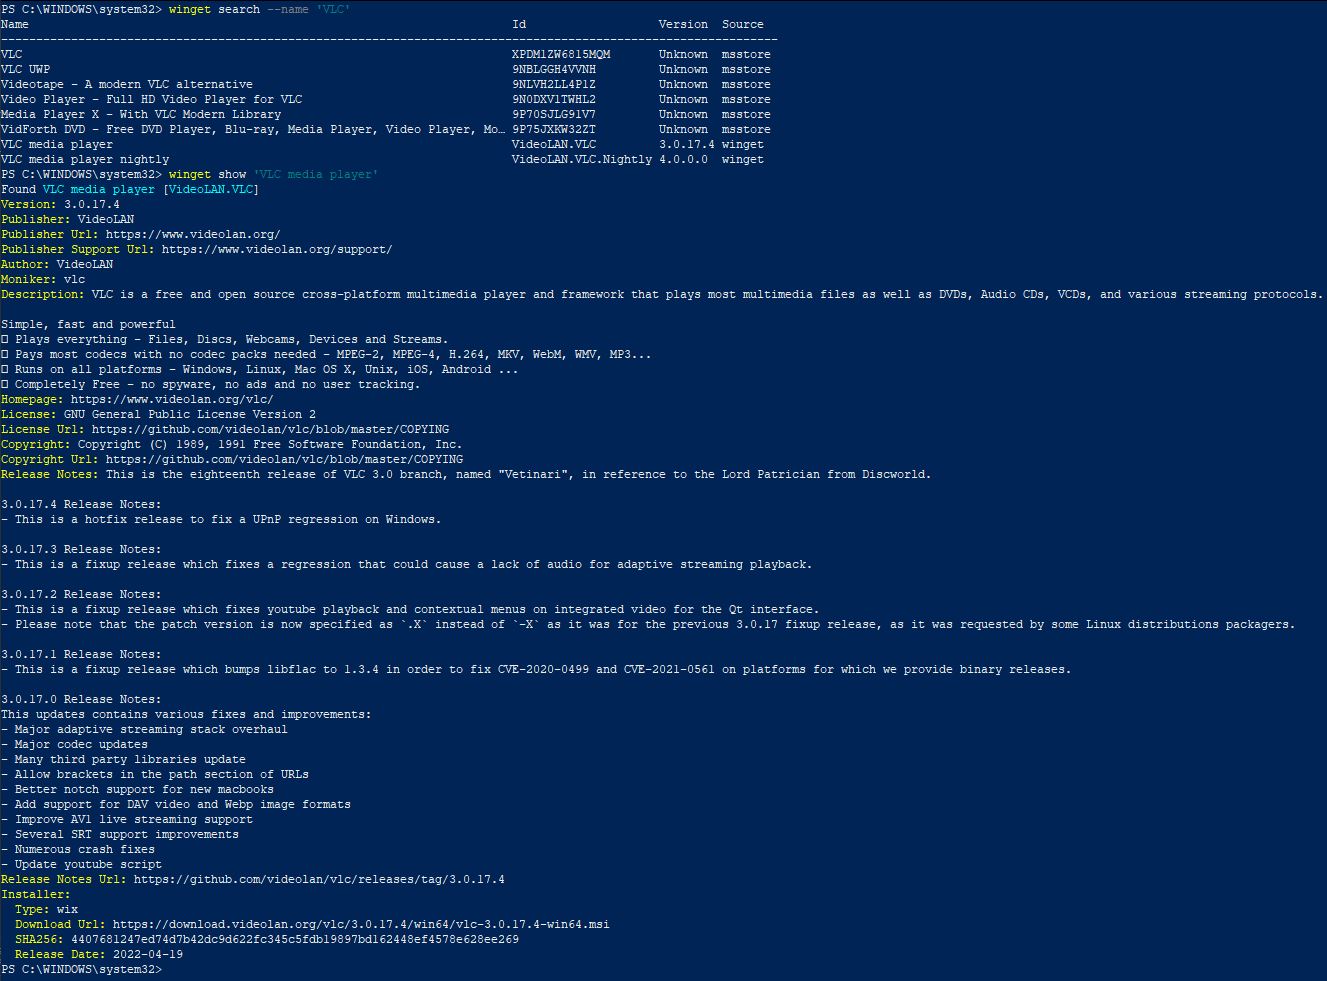 PS C:\WINDOWS\system32> winget search --name 'VLC'
Name Id Version Source
---------------------------------------------------------------------------------------------------------------
VLC XPDM1ZW6815MQM Unknown msstore
VLC UWP 9NBLGGH4VVNH Unknown msstore
Videotape - A modern VLC alternative 9NLVH2LL4P1Z Unknown msstore
Video Player - Full HD Video Player for VLC 9N0DXV1TWHL2 Unknown msstore
Media Player X - With VLC Modern Library 9P70SJLG91V7 Unknown msstore
VidForth DVD - Free DVD Player, Blu-ray, Media Player, Video Player, Mo… 9P75JXKW32ZT Unknown msstore
VLC media player VideoLAN.VLC 3.0.17.4 winget
VLC media player nightly VideoLAN.VLC.Nightly 4.0.0.0 winget
PS C:\WINDOWS\system32> winget show 'VLC media player'
Found VLC media player [VideoLAN.VLC]
Version: 3.0.17.4
Publisher: VideoLAN
Publisher Url: https://www.videolan.org/
Publisher Support Url: https://www.videolan.org/support/
Author: VideoLAN
Moniker: vlc
Description: VLC is a free and open source cross-platform multimedia player and framework that plays most multimedia files as well as DVDs, Audio CDs, VCDs, and various streaming protocols.
Simple, fast and powerful
▯ Plays everything - Files, Discs, Webcams, Devices and Streams.
▯ Pays most codecs with no codec packs needed - MPEG-2, MPEG-4, H.264, MKV, WebM, WMV, MP3...
▯ Runs on all platforms - Windows, Linux, Mac OS X, Unix, iOS, Android ...
▯ Completely Free - no spyware, no ads and no user tracking.
Homepage: https://www.videolan.org/vlc/
License: GNU General Public License Version 2
License Url: https://github.com/videolan/vlc/blob/master/COPYING
Copyright: Copyright (C) 1989, 1991 Free Software Foundation, Inc.
Copyright Url: https://github.com/videolan/vlc/blob/master/COPYING
Release Notes: This is the eighteenth release of VLC 3.0 branch, named "Vetinari", in reference to the Lord Patrician from Discworld.
3.0.17.4 Release Notes:
- This is a hotfix release to fix a UPnP regression on Windows.
3.0.17.3 Release Notes:
- This is a fixup release which fixes a regression that could cause a lack of audio for adaptive streaming playback.
3.0.17.2 Release Notes:
- This is a fixup release which fixes youtube playback and contextual menus on integrated video for the Qt interface.
- Please note that the patch version is now specified as `.X` instead of `-X` as it was for the previous 3.0.17 fixup release, as it was requested by some Linux distributions packagers.
3.0.17.1 Release Notes:
- This is a fixup release which bumps libflac to 1.3.4 in order to fix CVE-2020-0499 and CVE-2021-0561 on platforms for which we provide binary releases.
3.0.17.0 Release Notes:
This updates contains various fixes and improvements:
- Major adaptive streaming stack overhaul
- Major codec updates
- Many third party libraries update
- Allow brackets in the path section of URLs
- Better notch support for new macbooks
- Add support for DAV video and Webp image formats
- Improve AV1 live streaming support
- Several SRT support improvements
- Numerous crash fixes
- Update youtube script
Release Notes Url: https://github.com/videolan/vlc/releases/tag/3.0.17.4
Installer:
Type: wix
Download Url: https://download.videolan.org/vlc/3.0.17.4/win64/vlc-3.0.17.4-win64.msi
SHA256: 4407681247ed74d7b42dc9d622fc345c5fdb19897bd162448ef4578e628ee269
Release Date: 2022-04-19
PS C:\WINDOWS\system32>